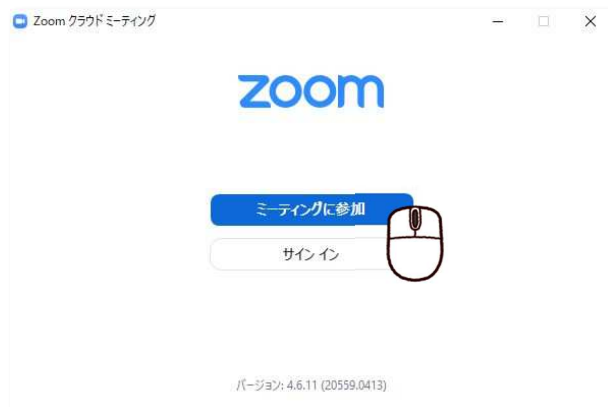 Zoom クラウド ミーティング
zoom
ミーティングに参加
サイン イン
バージョン: 4.6.11 (20559.0413)